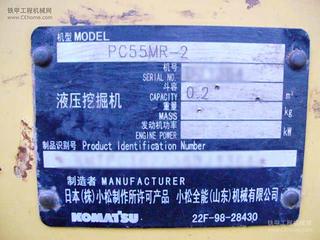 铁甲工程机械网
机型 MODEL
PC55MR-2
机号
SERIAL NO.
斗容
CAPACITY 0.2 m³
液压挖掘机
重量
MASS kg
发动机功率
ENGINE POWER kW
制品识别号 Product Identification Number
制造者 MANUFACTURER
日本(株)小松制作所许可产品 小松全能(山东)机械有限公司
KOMATSU 22F-98-28430